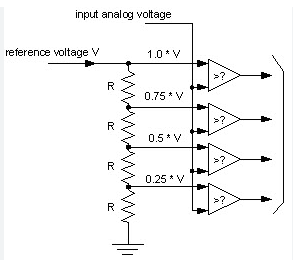 input analog voltage
reference voltage V
1.0 * V
>?
R
0.75 * V
>?
R
0.5 * V
>?
R
0.25 * V
>?
R